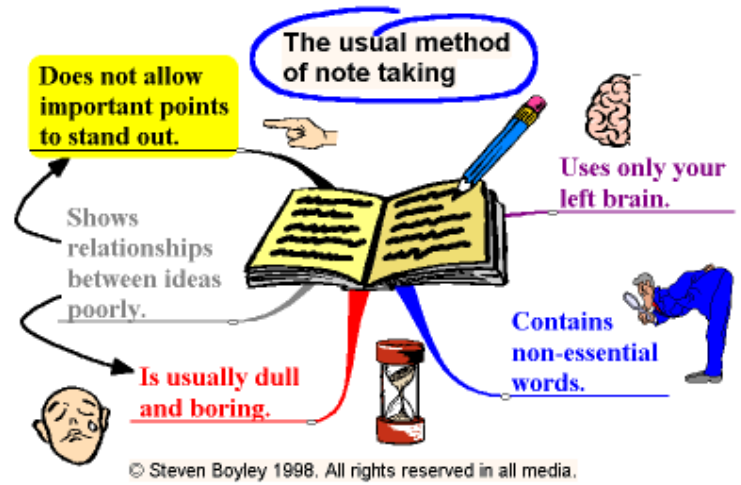 The usual method
of note taking
Does not allow
important points
to stand out.
Uses only your
left brain.
Shows
relationships
between ideas
poorly.
Contains
non-essential
words.
Is usually dull
and boring.
© Steven Boyley 1998. All rights reserved in all media.